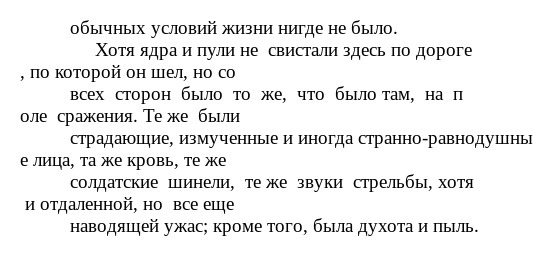 обычных условий жизни нигде не было.
Хотя ядра и пули не свистали здесь по дороге
, по которой он шел, но со
всех сторон было то же, что было там, на п
оле сражения. Те же были
страдающие, измученные и иногда странно-равнодушны
е лица, та же кровь, те же
солдатские шинели, те же звуки стрельбы, хотя
и отдаленной, но все еще
наводящей ужас; кроме того, была духота и пыль.